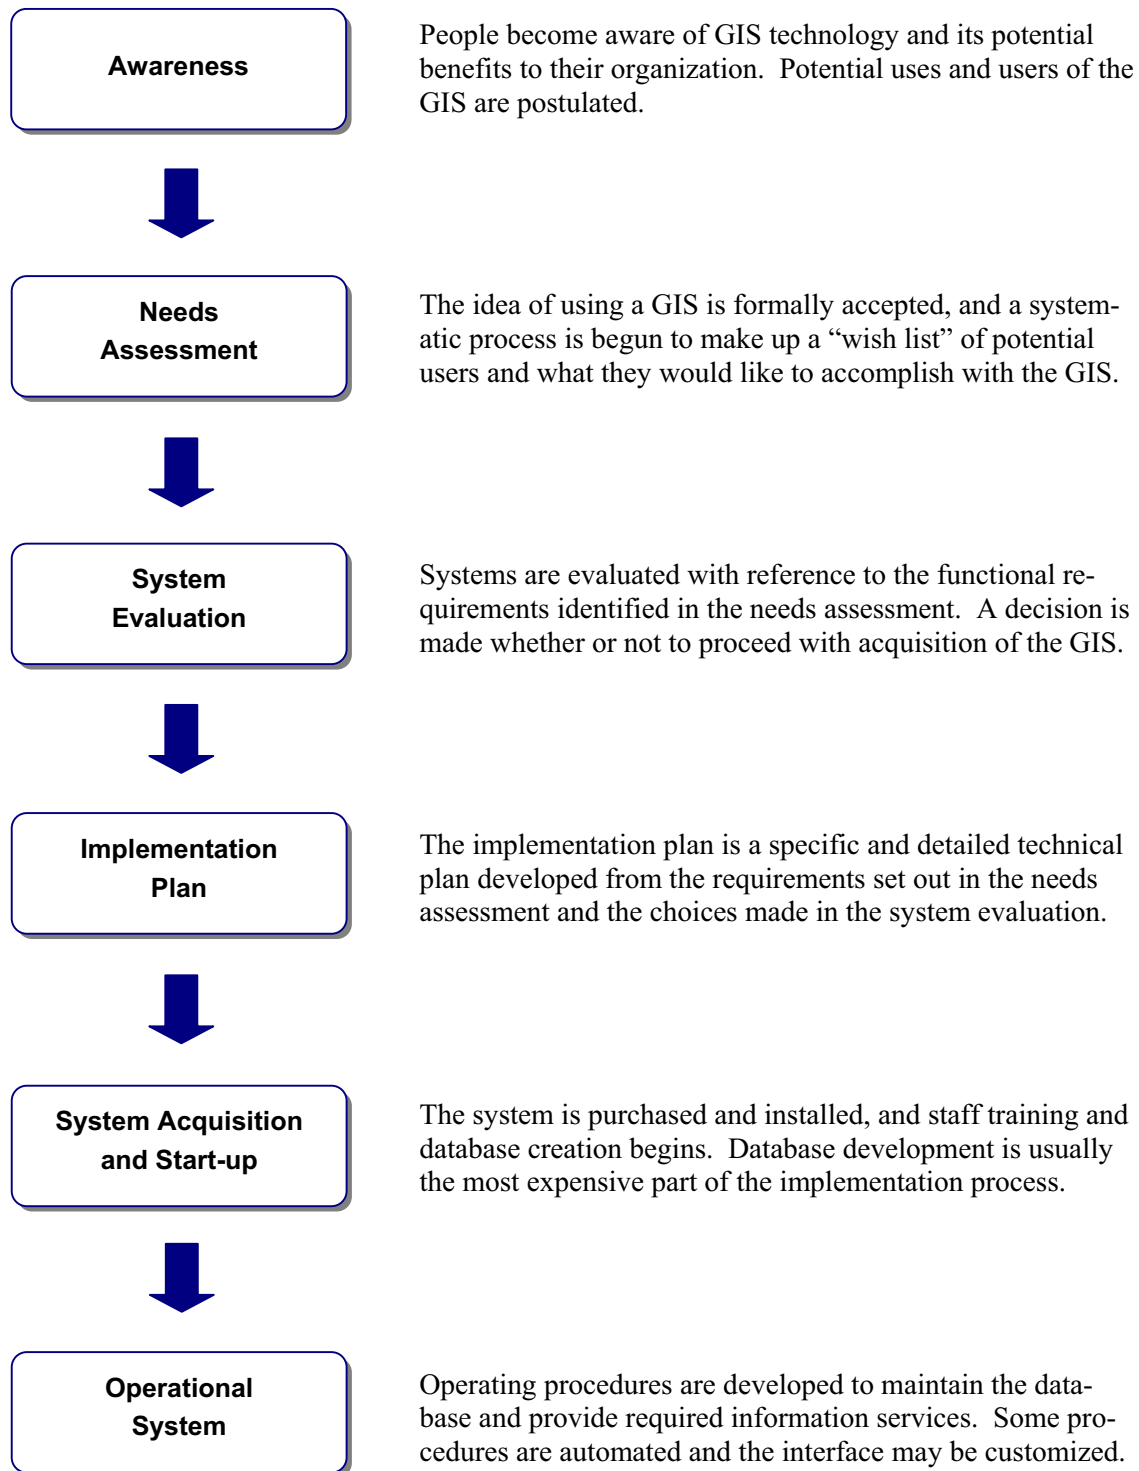 Awareness
People become aware of GIS technology and its potential
benefits to their organization.  Potential uses and users of the
GIS are postulated.
Needs
Assessment
The idea of using a GIS is formally accepted, and a system-
atic process is begun to make up a “wish list” of potential
users and what they would like to accomplish with the GIS.
System
Evaluation
Systems are evaluated with reference to the functional re-
quirements identified in the needs assessment.  A decision is
made whether or not to proceed with acquisition of the GIS.
Implementation
Plan
The implementation plan is a specific and detailed technical
plan developed from the requirements set out in the needs
assessment and the choices made in the system evaluation.
System Acquisition
and Start-up
The system is purchased and installed, and staff training and
database creation begins.  Database development is usually
the most expensive part of the implementation process.
Operational
System
Operating procedures are developed to maintain the data-
base and provide required information services.  Some pro-
cedures are automated and the interface may be customized.